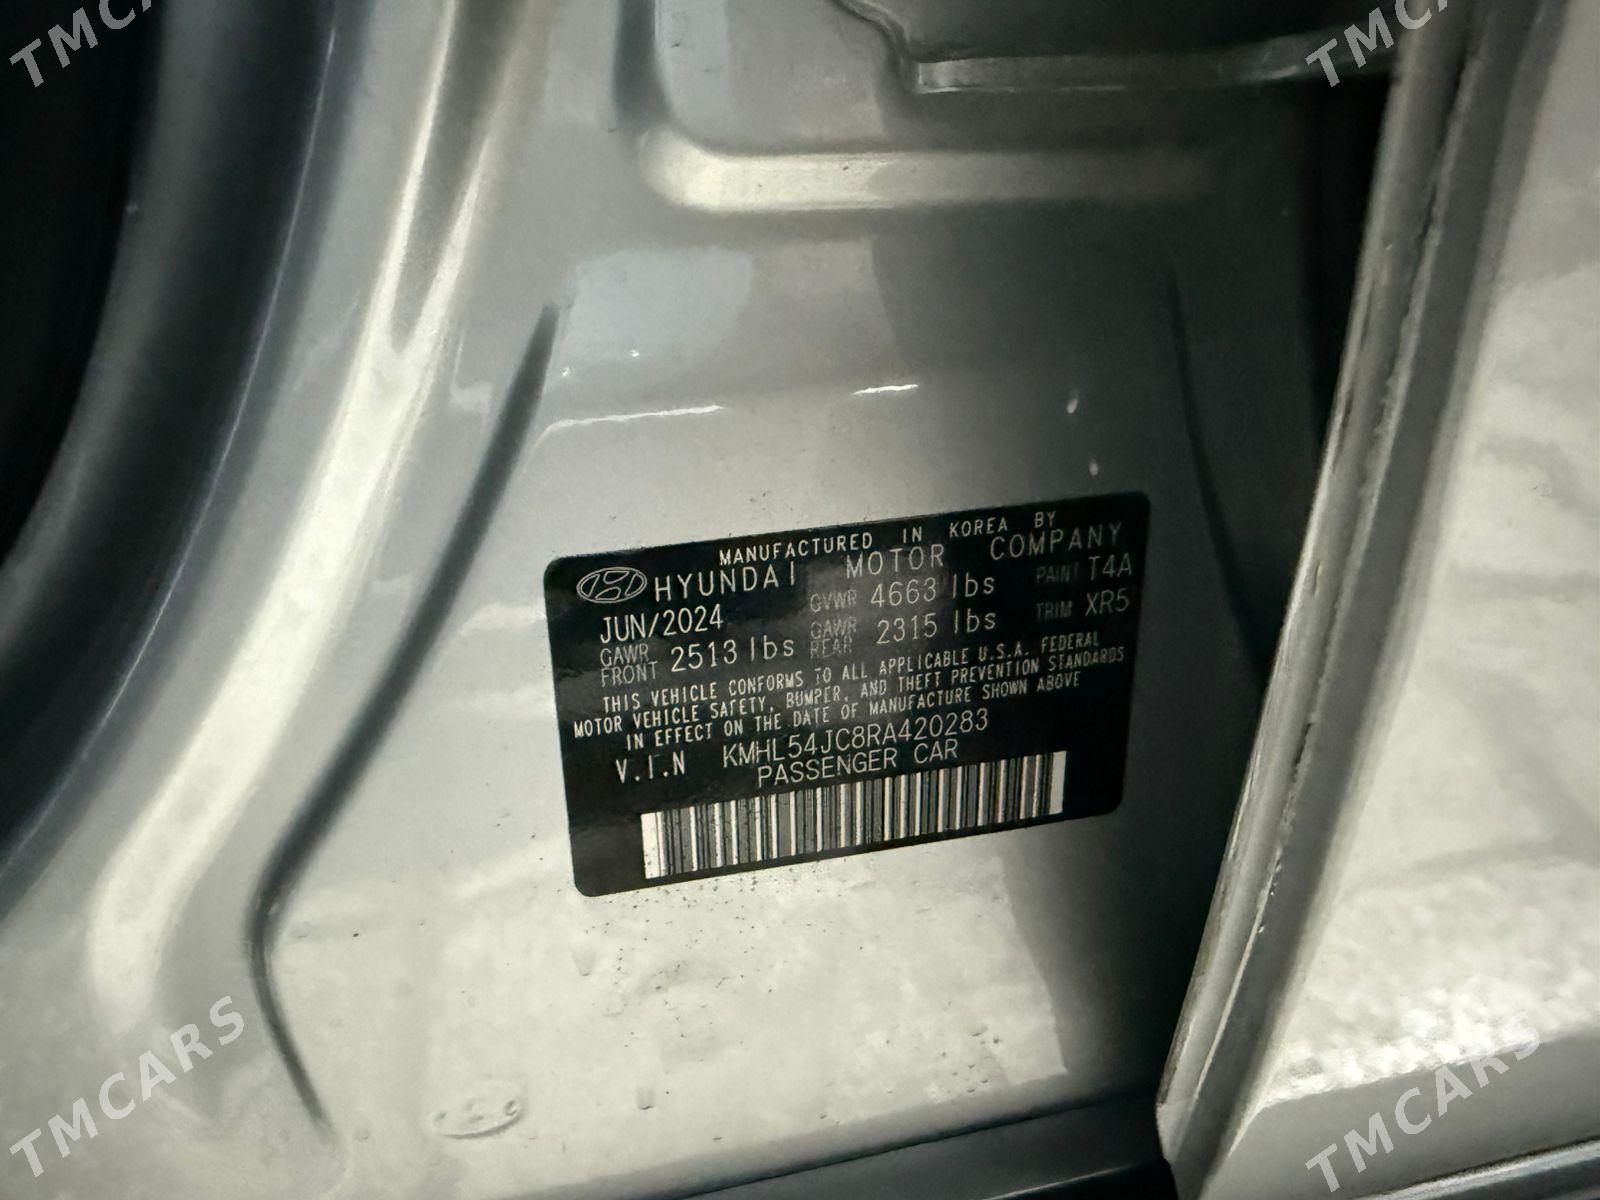 TMCARS
TMCARS
MANUFACTURED IN KOREA BY
HYUNDAI MOTOR COMPANY
JUN/2024 GVWR 4663 lbs PAINT T4A
GAWR FRONT 2513 lbs GAWR REAR 2315 lbs TRIM XR5
THIS VEHICLE CONFORMS TO ALL APPLICABLE U.S.A. FEDERAL
MOTOR VEHICLE SAFETY, BUMPER, AND THEFT PREVENTION STANDARDS
IN EFFECT ON THE DATE OF MANUFACTURE SHOWN ABOVE
V.I.N KMHL54JC8RA420283
PASSENGER CAR
TMCARS
TMCARS